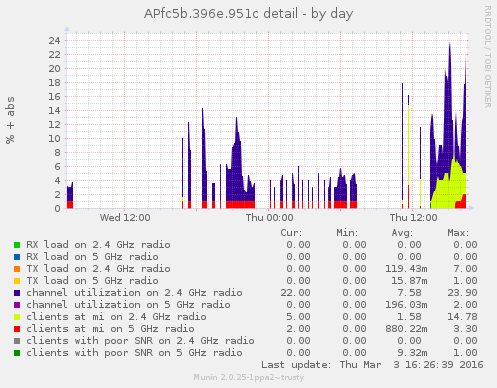 APfc5b.396e.951c detail - by day
RRDTOOL / TOBI OETIKER
% + abs
24
22
20
18
16
14
12
10
8
6
4
2
0
Wed 12:00 Thu 00:00 Thu 12:00
Cur: Min: Avg: Max:
RX load on 2.4 GHz radio 0.00 0.00 0.00 0.00
RX load on 5 GHz radio 0.00 0.00 0.00 0.00
TX load on 2.4 GHz radio 0.00 0.00 119.43m 7.00
TX load on 5 GHz radio 0.00 0.00 15.87m 1.00
channel utilization on 2.4 GHz radio 22.00 0.00 7.58 23.90
channel utilization on 5 GHz radio 0.00 0.00 196.03m 2.00
clients at mi on 2.4 GHz radio 5.00 0.00 1.58 14.78
clients at mi on 5 GHz radio 2.00 0.00 880.22m 3.30
clients with poor SNR on 2.4 GHz radio 0.00 0.00 0.00 0.00
clients with poor SNR on 5 GHz radio 0.00 0.00 9.32m 1.00
Last update: Thu Mar 3 16:26:39 2016
Munin 2.0.25-1ppa2~trusty